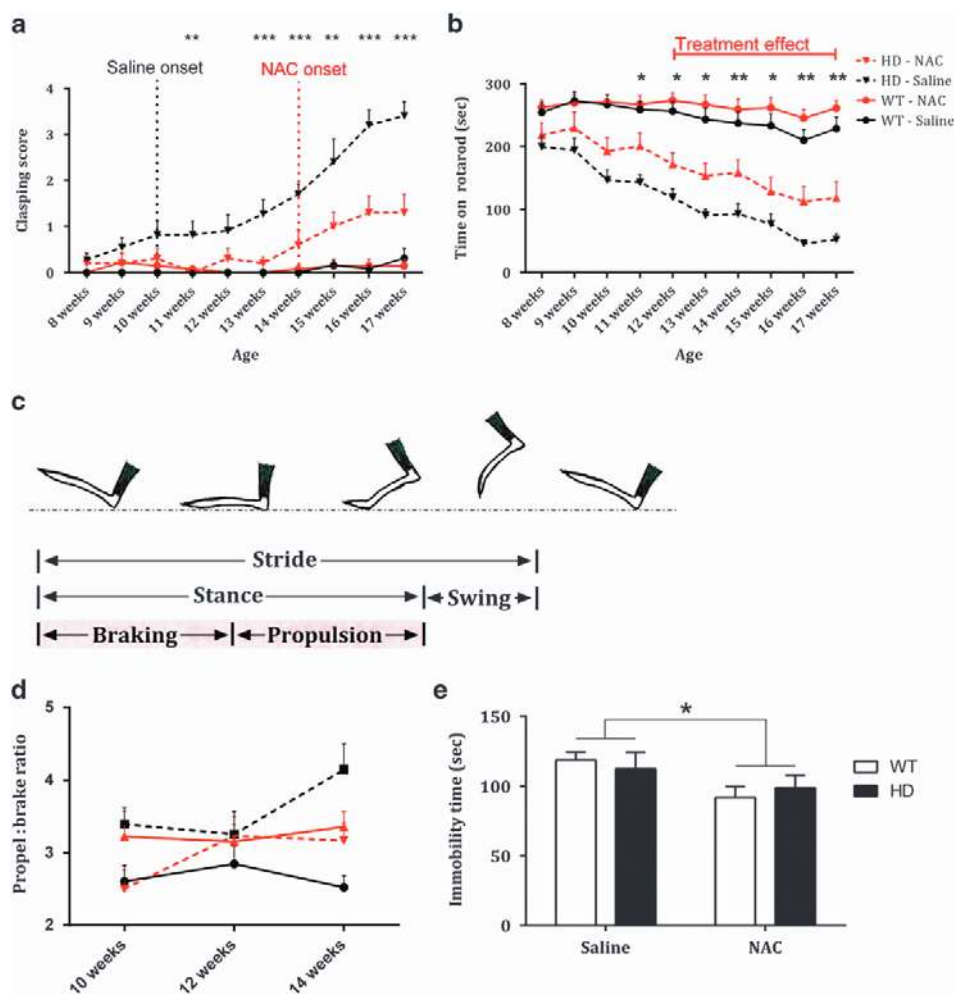 a
** *** *** ** *** ***
Saline onset
NAC onset
4
3
2
1
0
Clasping score
8 weeks
9 weeks
10 weeks
11 weeks
12 weeks
13 weeks
14 weeks
15 weeks
16 weeks
17 weeks
Age
b
Treatment effect
* * * ** * ** **
300
200
100
0
Time on rotarod (sec)
8 weeks
9 weeks
10 weeks
11 weeks
12 weeks
13 weeks
14 weeks
15 weeks
16 weeks
17 weeks
Age
HD - NAC
HD - Saline
WT - NAC
WT - Saline
c
Stride
Stance
Swing
Braking
Propulsion
d
5
4
3
2
Propel : brake ratio
10 weeks
12 weeks
14 weeks
e
*
150
100
50
0
Immobility time (sec)
Saline
NAC
WT
HD